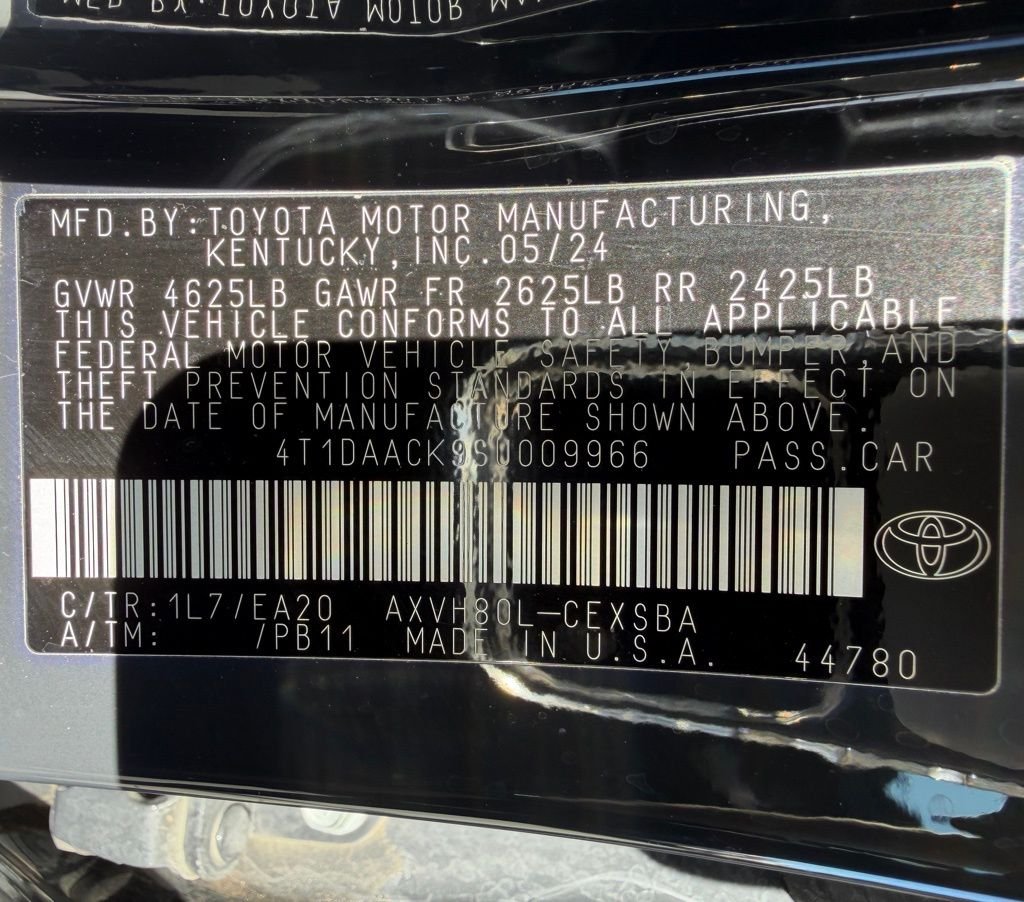 MFD.BY:TOYOTA MOTOR MANUFACTURING,
KENTUCKY, INC. 05/24
GVWR 4625LB GAWR FR 2625LB RR 2425LB
THIS VEHICLE CONFORMS TO ALL APPLICABLE
FEDERAL MOTOR VEHICLE SAFETY, BUMPER, AND
THEFT PREVENTION STANDARDS IN EFFECT ON
THE DATE OF MANUFACTURE SHOWN ABOVE.
4T1DAACK9SU009966 PASS.CAR
C/TR:1L7/EA20 AXVH80L-CEXSBA
A/TM: /PB11 MADE IN U.S.A. 44780